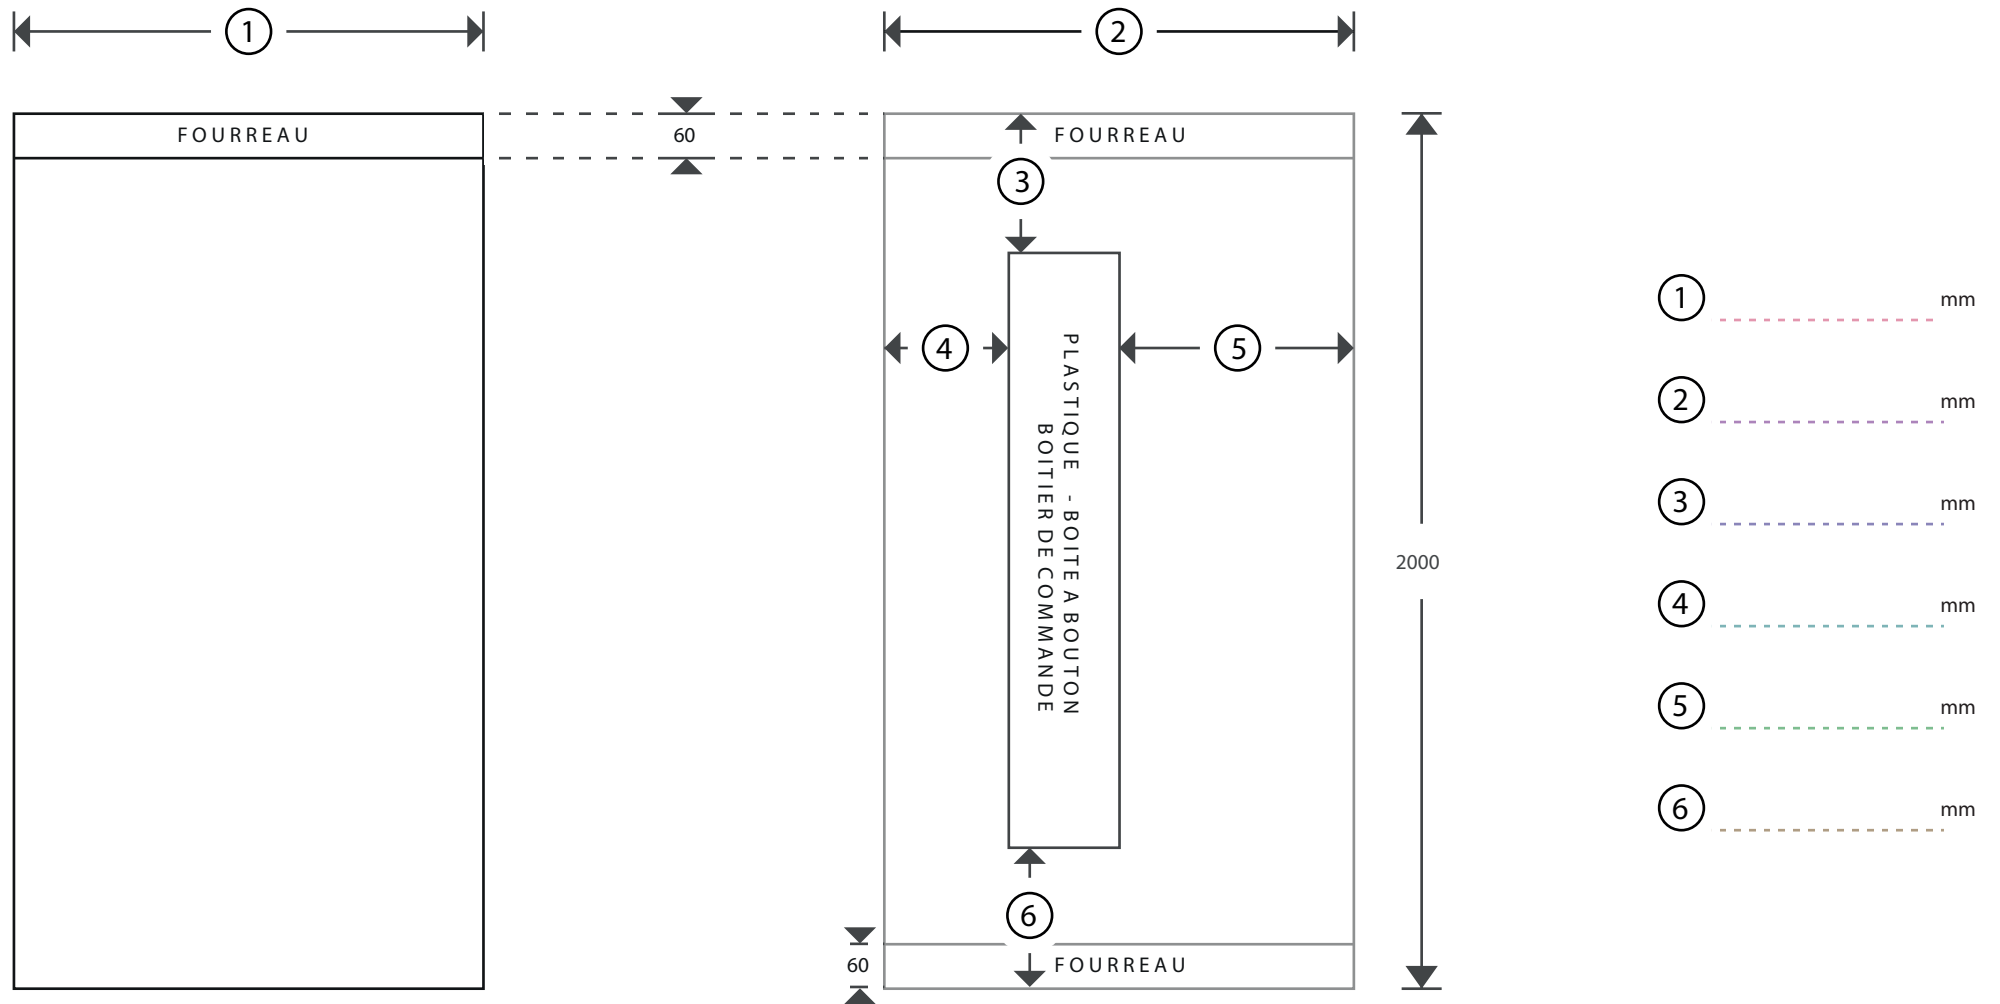 1
2
FOURREAU
60
FOURREAU
3
4
5
PLASTIQUE - BOITE A BOUTON
BOITIER DE COMMANDE
2000
6
60
FOURREAU
1 mm
2 mm
3 mm
4 mm
5 mm
6 mm